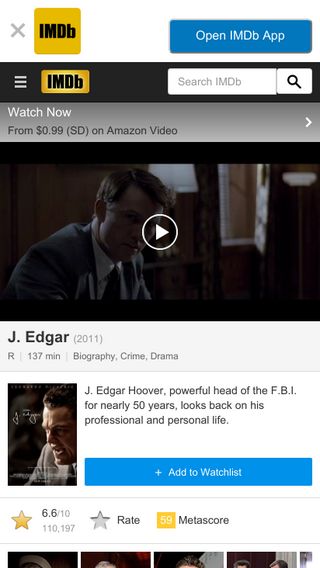 IMDb
Open IMDb App
IMDb
Search IMDb
Watch Now
From $0.99 (SD) on Amazon Video
J. Edgar (2011)
R | 137 min | Biography, Crime, Drama
J. Edgar
J. Edgar Hoover, powerful head of the F.B.I.
for nearly 50 years, looks back on his
professional and personal life.
+ Add to Watchlist
6.6/10
110,197
Rate
59 Metascore